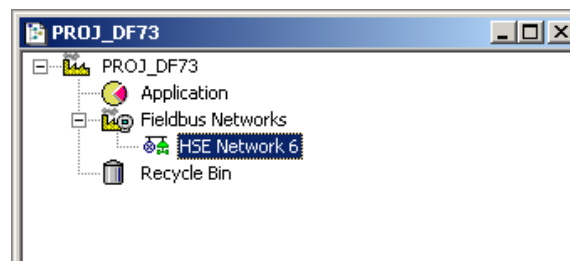 PROJ_DF73
PROJ_DF73
Application
Fieldbus Networks
HSE Network 6
Recycle Bin